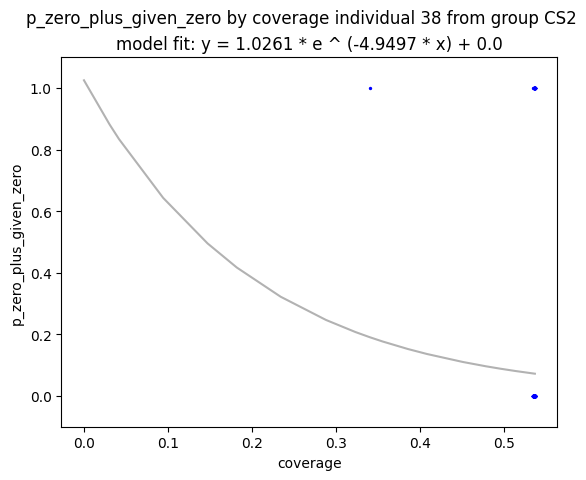 p_zero_plus_given_zero by coverage individual 38 from group CS2
model fit: y = 1.0261 * e ^ (-4.9497 * x) + 0.0
1.0
0.8
0.6
0.4
0.2
0.0
p_zero_plus_given_zero
0.0 0.1 0.2 0.3 0.4 0.5
coverage